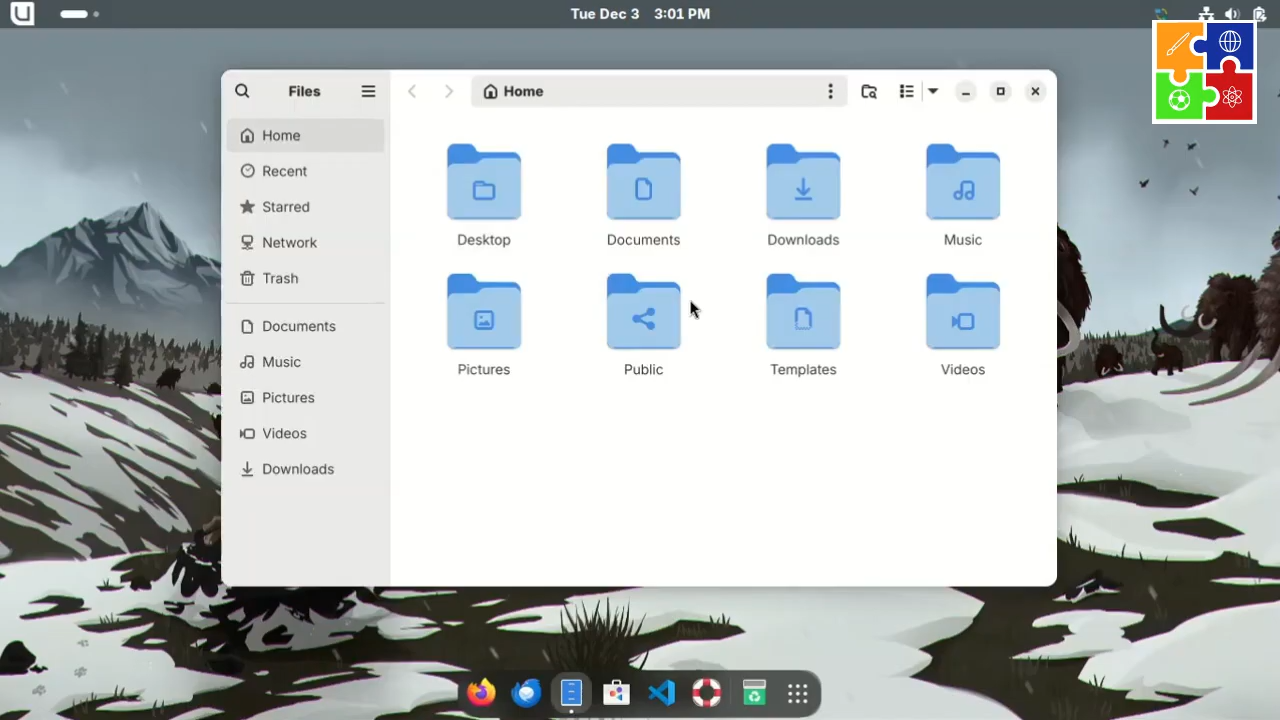 Tue Dec 3 3:01 PM
Files
Home
Home
Recent
Starred
Network
Trash
Documents
Music
Pictures
Videos
Downloads
Desktop
Documents
Downloads
Music
Pictures
Public
Templates
Videos